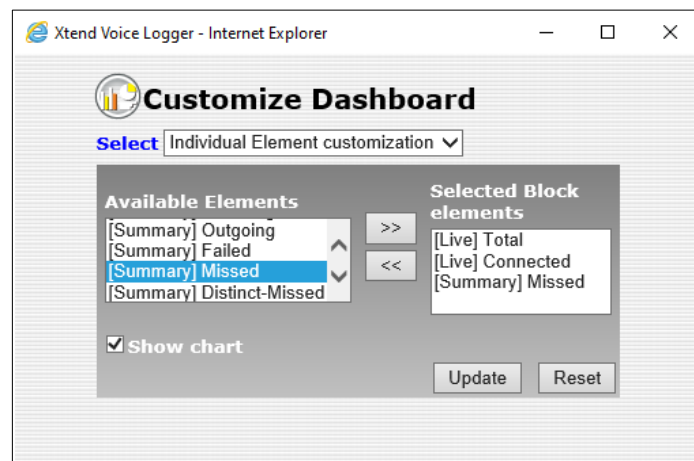 Xtend Voice Logger - Internet Explorer
Customize Dashboard
Select Individual Element customization
Available Elements
[Summary] Outgoing
[Summary] Failed
[Summary] Missed
[Summary] Distinct-Missed
>>
<<
Selected Block
elements
[Live] Total
[Live] Connected
[Summary] Missed
Show chart
Update Reset